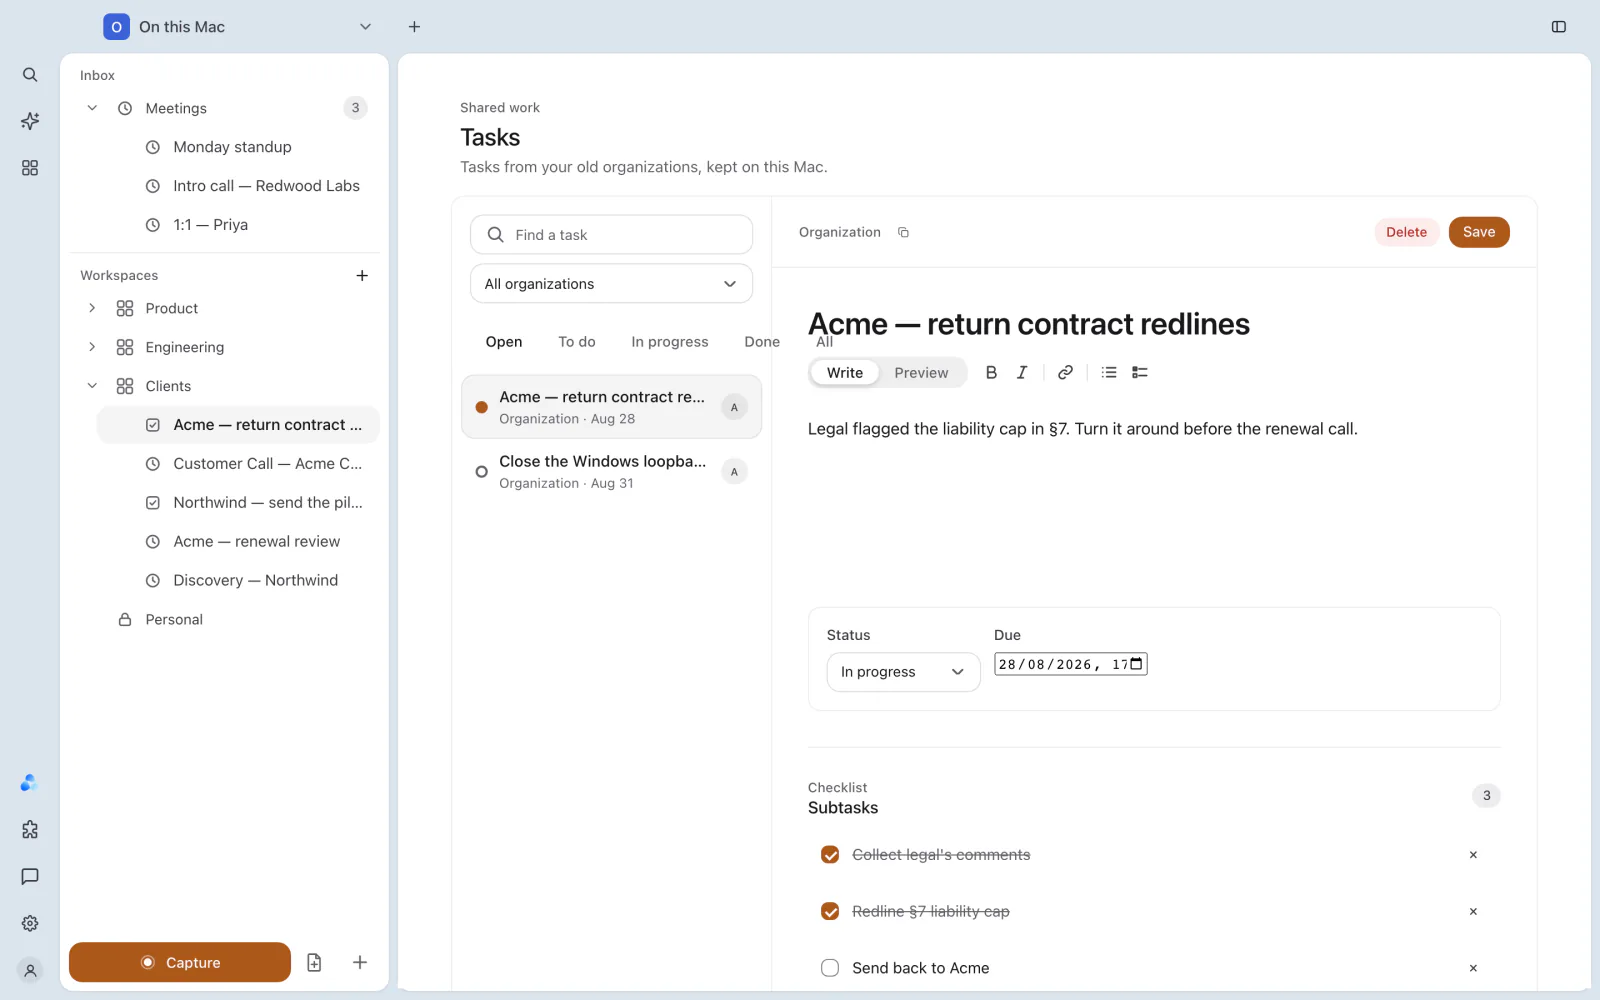 O On this Mac
Inbox
Meetings 3
Monday standup
Intro call — Redwood Labs
1:1 — Priya
Workspaces
Product
Engineering
Clients
Acme — return contract ...
Customer Call — Acme C...
Northwind — send the pil...
Acme — renewal review
Discovery — Northwind
Personal
Capture
Shared work
Tasks
Tasks from your old organizations, kept on this Mac.
Find a task
All organizations
Open To do In progress Done All
Acme — return contract re...
Organization · Aug 28
A
Close the Windows loopba...
Organization · Aug 31
A
Organization
Delete Save
Acme — return contract redlines
Write Preview B I
Legal flagged the liability cap in §7. Turn it around before the renewal call.
Status Due
In progress 28/08/2026, 17
Checklist
Subtasks 3
Collect legal's comments
Redline §7 liability cap
Send back to Acme